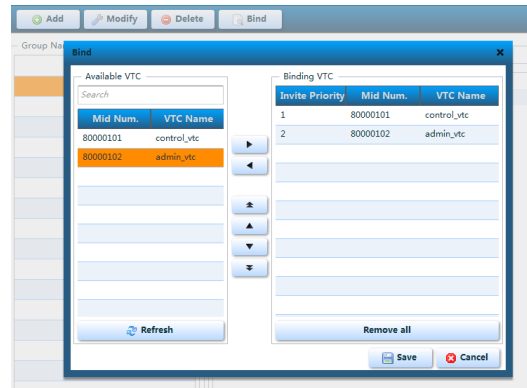 Add Modify Delete Bind
Group Na
Bind
Available VTC
Search
Mid Num. VTC Name
80000101 control_vtc
80000102 admin_vtc
Refresh
Binding VTC
Invite Priority Mid Num. VTC Name
1 80000101 control_vtc
2 80000102 admin_vtc
Remove all
Save Cancel